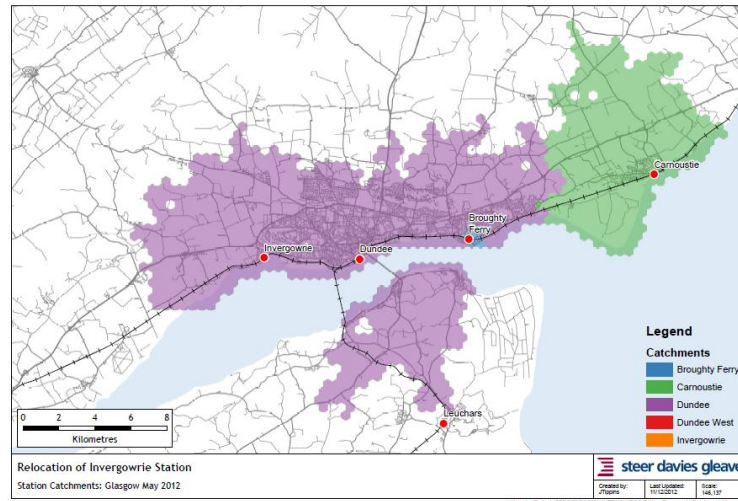 Carnoustie
Broughty
Ferry
Invergowrie
Dundee
Leuchars
Legend
Catchments
Broughty Ferry
Carnoustie
Dundee
Dundee West
Invergowrie
0 2 4 6 8
Kilometres
Relocation of Invergowrie Station
Station Catchments: Glasgow May 2012
steer davies gleave
Created by: Last Updated: Scale:
JTippins 11/12/2012 146,137